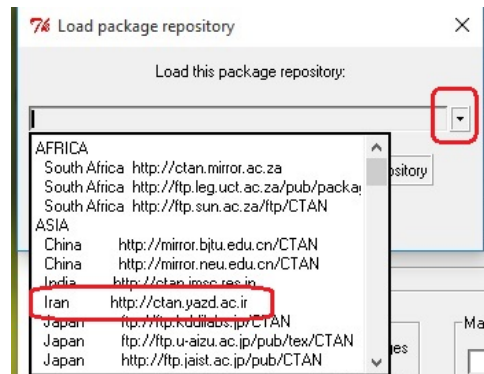 Load package repository
Load this package repository:
AFRICA
South Africa http://ctan.mirror.ac.za
South Africa http://ftp.leg.uct.ac.za/pub/packa
South Africa http://ftp.sun.ac.za/ftp/CTAN
ository
ASIA
China http://mirror.bjtu.edu.cn/CTAN
China http://mirror.neu.edu.cn/CTAN
India http://ctan.imsc.res.in
Iran http://ctan.yazd.ac.ir
Japan ftp://ftp.kddilabs.jp/CTAN
Japan ftp://ftp.u-aizu.ac.jp/pub/tex/CTAN
Japan http://ftp.jaist.ac.jp/pub/CTAN
Ma
ges